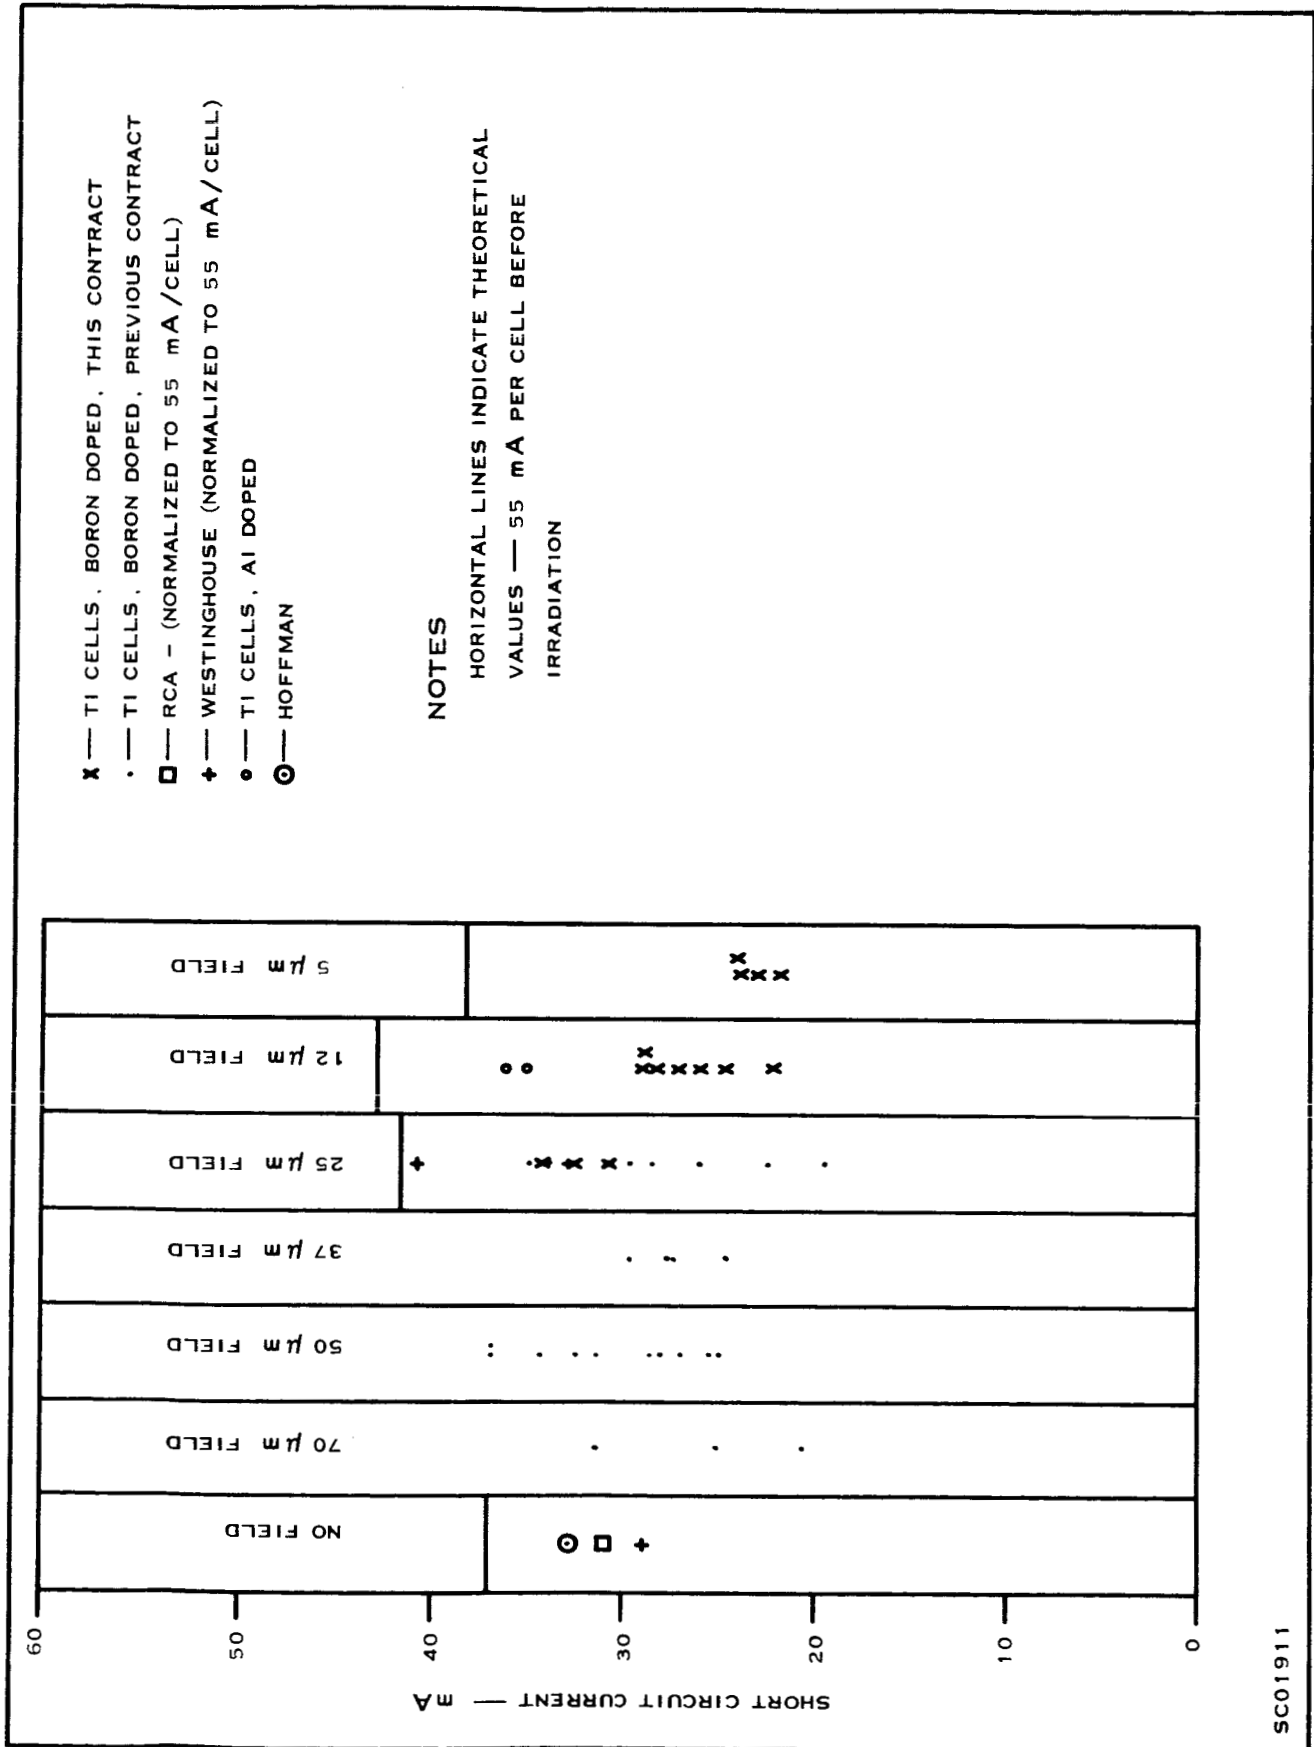 60
50
40
30
20
10
0
SHORT CIRCUIT CURRENT — mA
NO FIELD
70 μm FIELD
50 μm FIELD
37 μm FIELD
25 μm FIELD
12 μm FIELD
5 μm FIELD
x — TI CELLS, BORON DOPED, THIS CONTRACT
· — TI CELLS, BORON DOPED, PREVIOUS CONTRACT
□ — RCA – (NORMALIZED TO 55 mA/CELL)
+ — WESTINGHOUSE (NORMALIZED TO 55 mA/CELL)
o — TI CELLS, Al DOPED
⊙ — HOFFMAN
NOTES
HORIZONTAL LINES INDICATE THEORETICAL
VALUES — 55 mA PER CELL BEFORE
IRRADIATION
SC01911